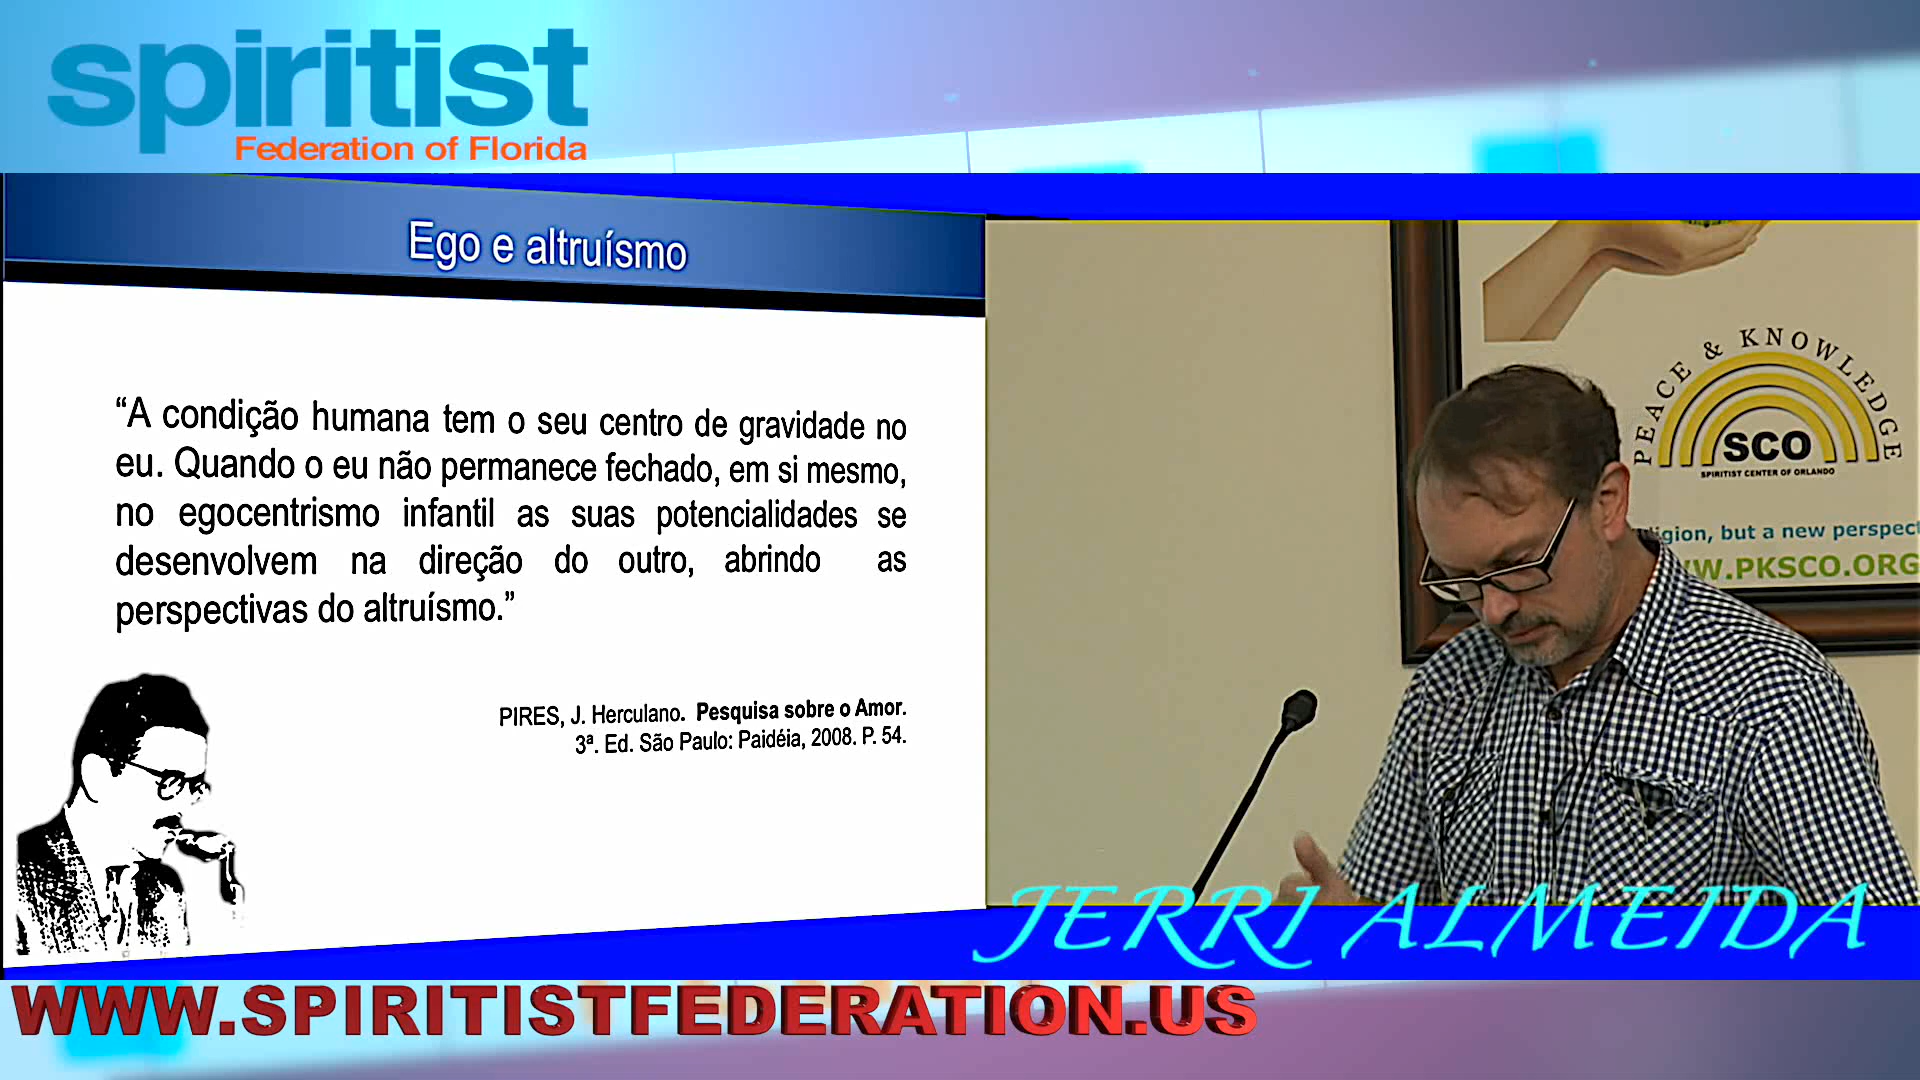 spiritist
Federation of Florida
Ego e altruísmo
“A condição humana tem o seu centro de gravidade no
eu. Quando o eu não permanece fechado, em si mesmo,
no egocentrismo infantil as suas potencialidades se
desenvolvem na direção do outro, abrindo as
perspectivas do altruísmo.”
PIRES, J. Herculano. Pesquisa sobre o Amor.
3ª. Ed. São Paulo: Paidéia, 2008. P. 54.
PEACE & KNOWLEDGE
SCO
SPIRITIST CENTER OF ORLANDO
, but a new
.PKSCO.ORG
JERRI ALMEIDA
WWW.SPIRITISTFEDERATION.US